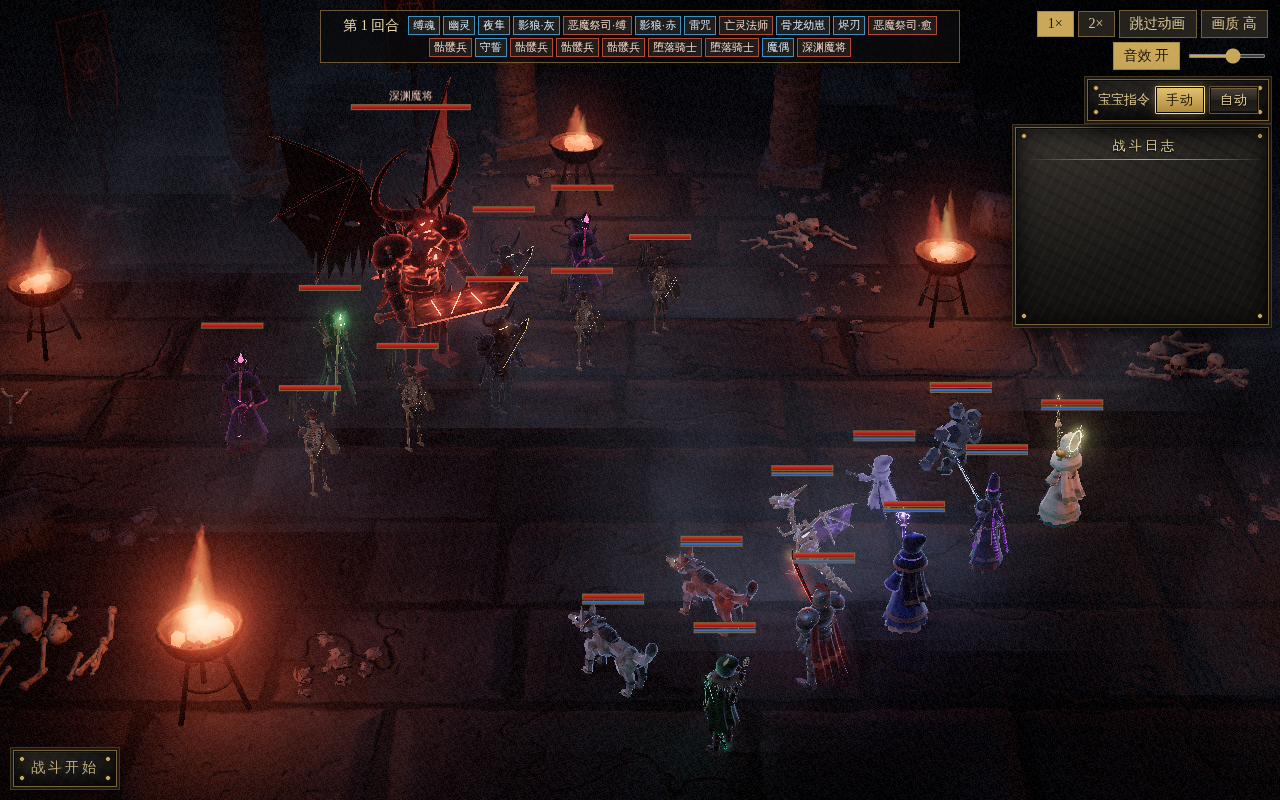 第 1 回合 缚魂 幽灵 夜隼 影狼·灰 恶魔祭司·缚 影狼·赤 雷咒 亡灵法师 骨龙幼崽 烬刃 恶魔祭司·愈
骷髅兵 守誓 骷髅兵 骷髅兵 骷髅兵 堕落骑士 堕落骑士 魔偶 深渊魔将
1× 2× 跳过动画 画质 高
音效 开
宝宝指令 手动 自动
战斗日志
深渊魔将
战斗开始